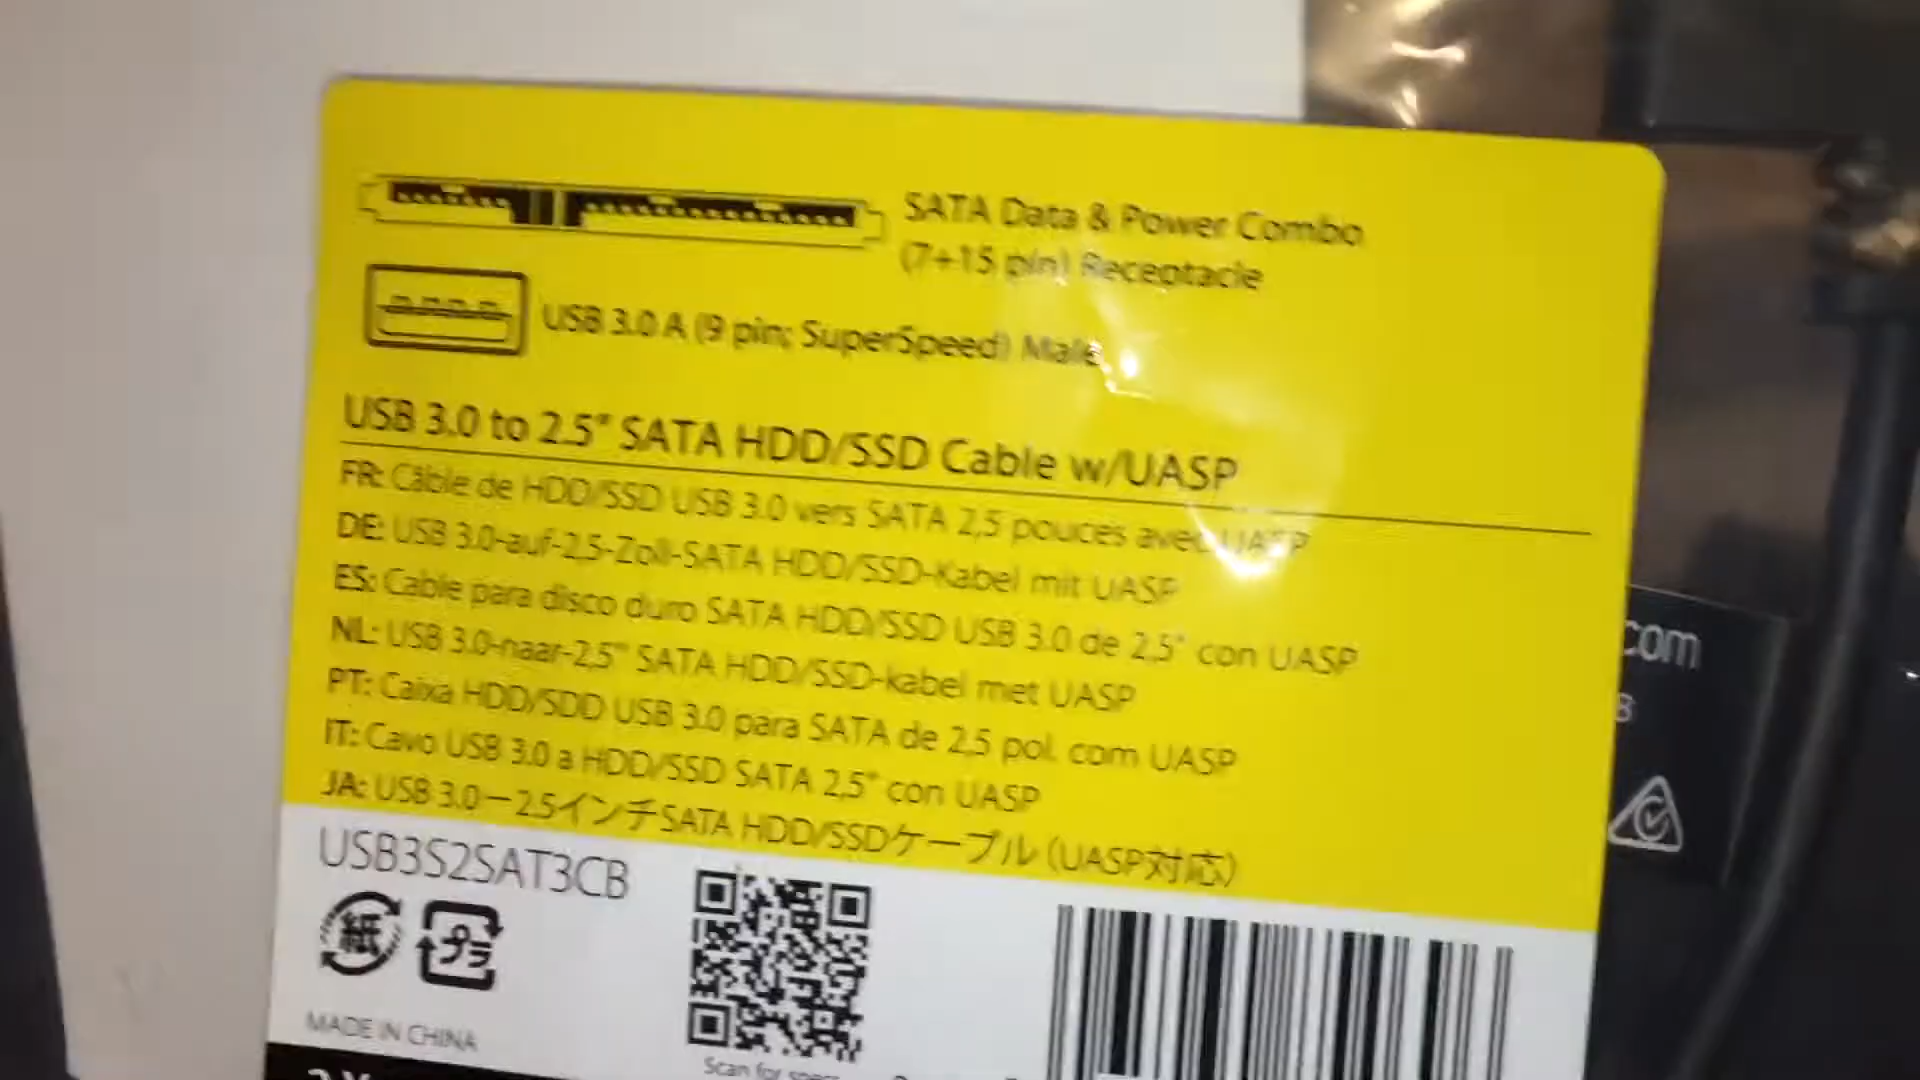 SATA Data & Power Combo
(7+15 pin) Receptacle
USB 3.0 A (9 pin; SuperSpeed) Male
USB 3.0 to 2.5" SATA HDD/SSD Cable w/UASP
FR: Câble de HDD/SSD USB 3.0 vers SATA 2,5 pouces avec UASP
DE: USB 3.0-auf-2,5-Zoll-SATA HDD/SSD-Kabel mit UASP
ES: Cable para disco duro SATA HDD/SSD USB 3.0 de 2,5" con UASP
NL: USB 3.0-naar-2,5" SATA HDD/SSD-kabel met UASP
PT: Caixa HDD/SDD USB 3.0 para SATA de 2,5 pol. com UASP
IT: Cavo USB 3.0 a HDD/SSD SATA 2,5" con UASP
JA: USB 3.0ー2.5インチSATA HDD/SSDケーブル（UASP対応）
USB3S2SAT3CB
紙
プラ
MADE IN CHINA
Scan for
.com